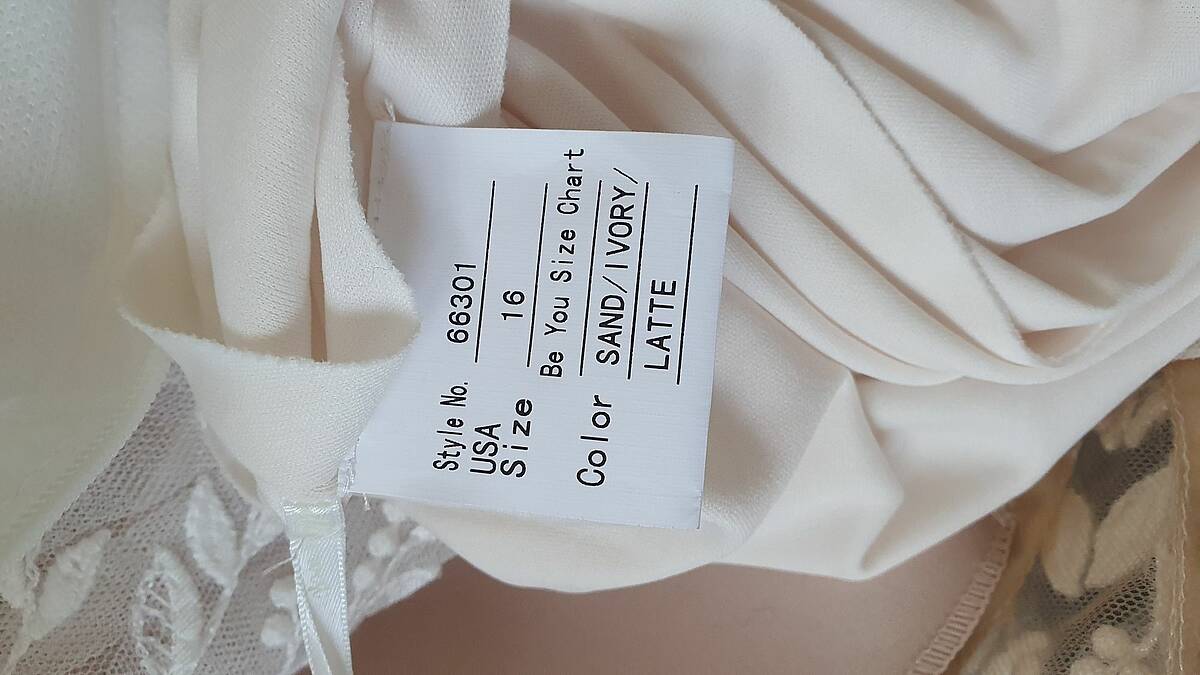 Style No. 66301
USA
Size 16
Be You Size Chart
Color SAND/IVORY/
LATTE